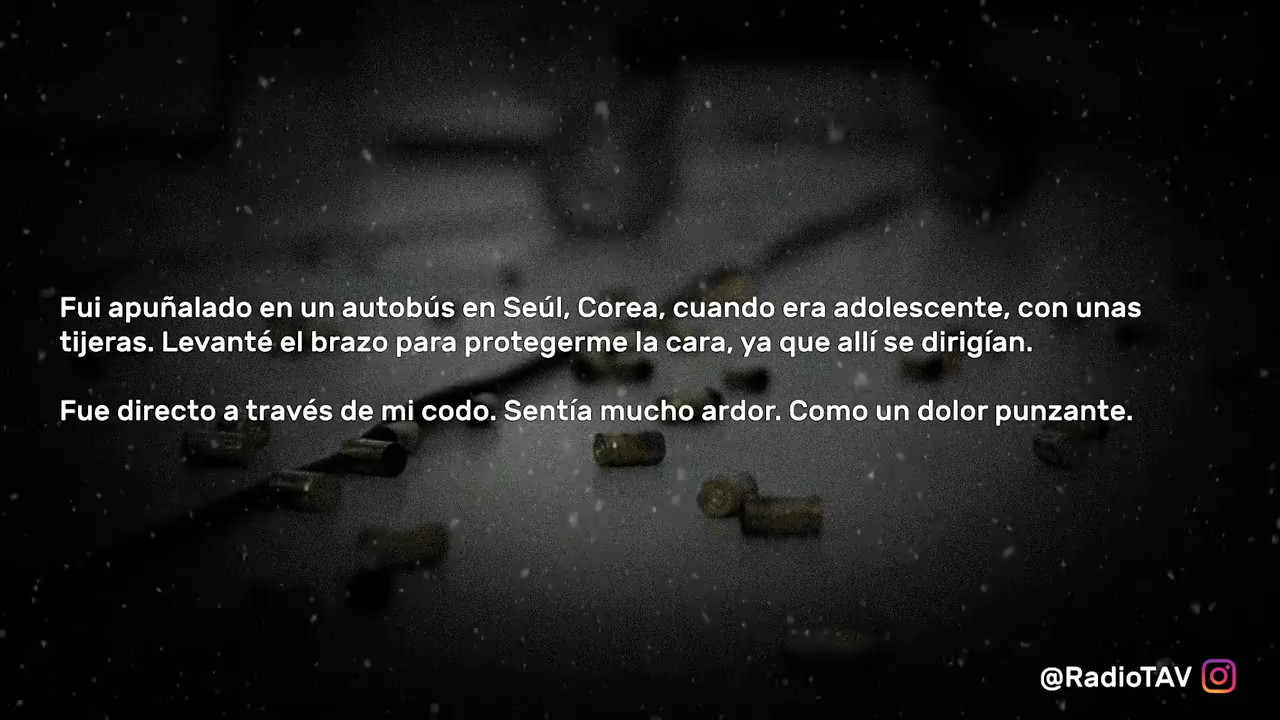 Fui apuñalado en un autobús en Seúl, Corea, cuando era adolescente, con unas
tijeras. Levanté el brazo para protegerme la cara, ya que allí se dirigían.
Fue directo a través de mi codo. Sentía mucho ardor. Como un dolor punzante.
@RadioTAV